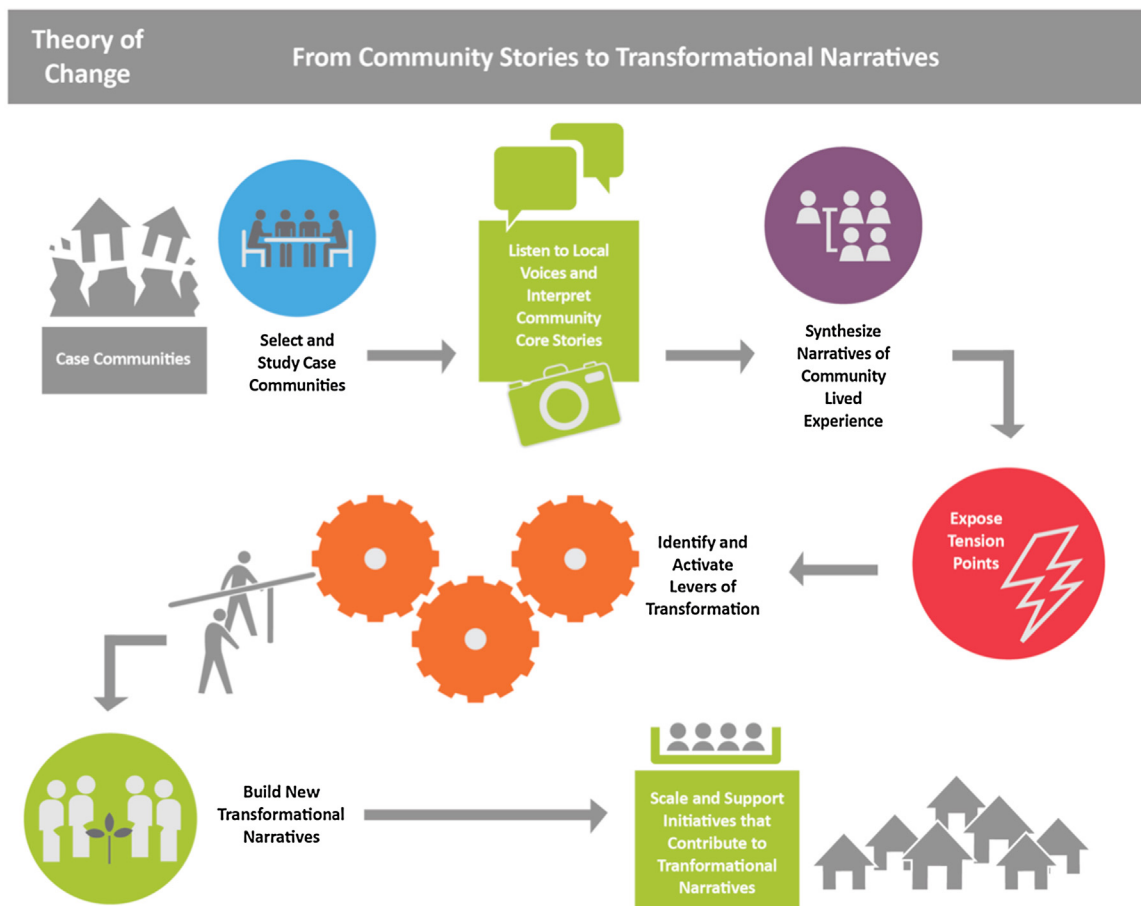 Theory of
Change
From Community Stories to Transformational Narratives
Case Communities
Select and
Study Case
Communities
Listen to Local
Voices and
Interpret
Community
Core Stories
Synthesize
Narratives of
Community
Lived
Experience
Expose
Tension
Points
Identify and
Activate
Levers of
Transformation
Build New
Transformational
Narratives
Scale and Support
Initiatives that
Contribute to
Tranformational
Narratives